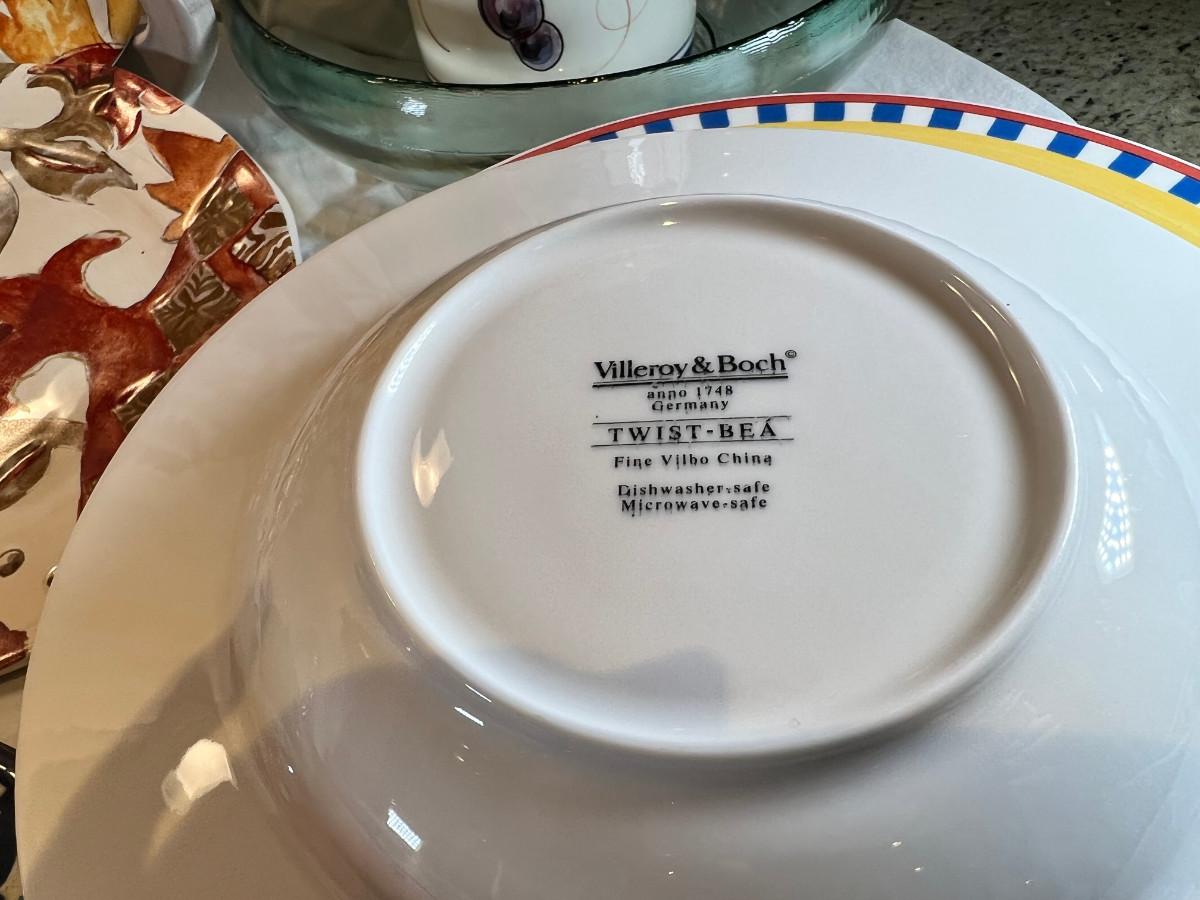 Villeroy & Boch©
anno 1748
Germany
TWIST-BEA
Fine Vilbo China
Dishwasher-safe
Microwave-safe